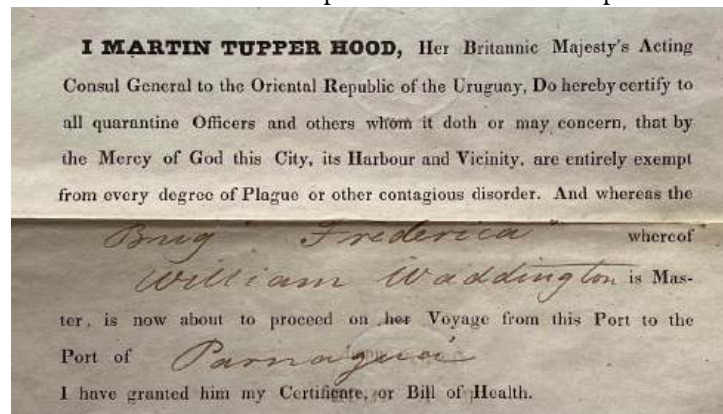 I MARTIN TUPPER HOOD, Her Britannic Majesty's Acting
Consul General to the Oriental Republic of the Uruguay, Do hereby certify to
all quarantine Officers and others whom it doth or may concern, that by
the Mercy of God this City, its Harbour and Vicinity, are entirely exempt
from every degree of Plague or other contagious disorder. And whereas the
Brig "Frederica" whereof
William Waddington is Mas-
ter, is now about to proceed on her Voyage from this Port to the
Port of Parnagua
I have granted him my Certificate, or Bill of Health.